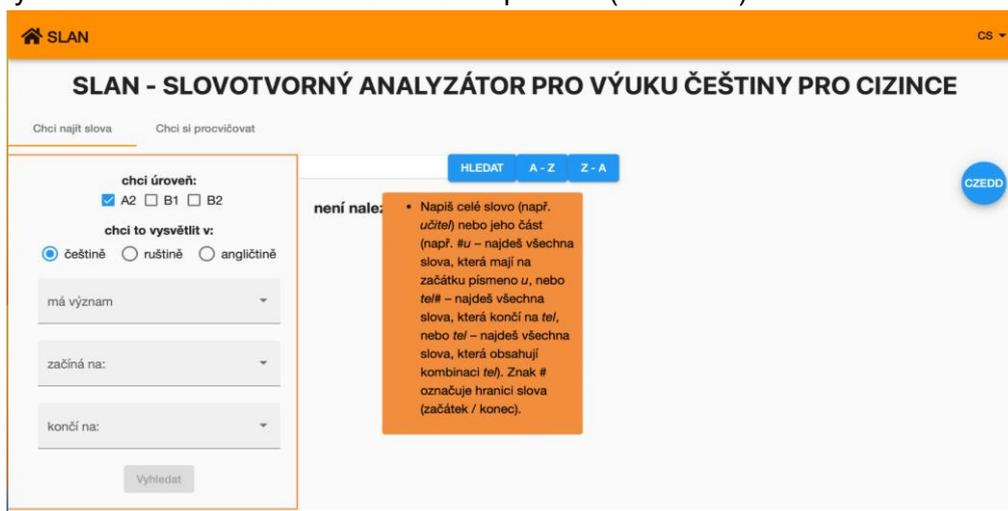 SLAN
CS
SLAN - SLOVOTVORNÝ ANALYZÁTOR PRO VÝUKU ČEŠTINY PRO CIZINCE
Chci najít slova
Chci si procvičovat
chci úroveň:
A2 B1 B2
chci to vysvětlit v:
češtině ruštině angličtině
má význam
začíná na:
končí na:
Vyhledat
HLEDAT A - Z Z - A
není
• Napiš celé slovo (např.
učitel) nebo jeho část
(např. #u – najdeš všechna
slova, která mají na
začátku písmeno u, nebo
tel# – najdeš všechna
slova, která končí na tel,
nebo tel – najdeš všechna
slova, která obsahují
kombinaci tel). Znak #
označuje hranici slova
(začátek / konec).
CZEDD